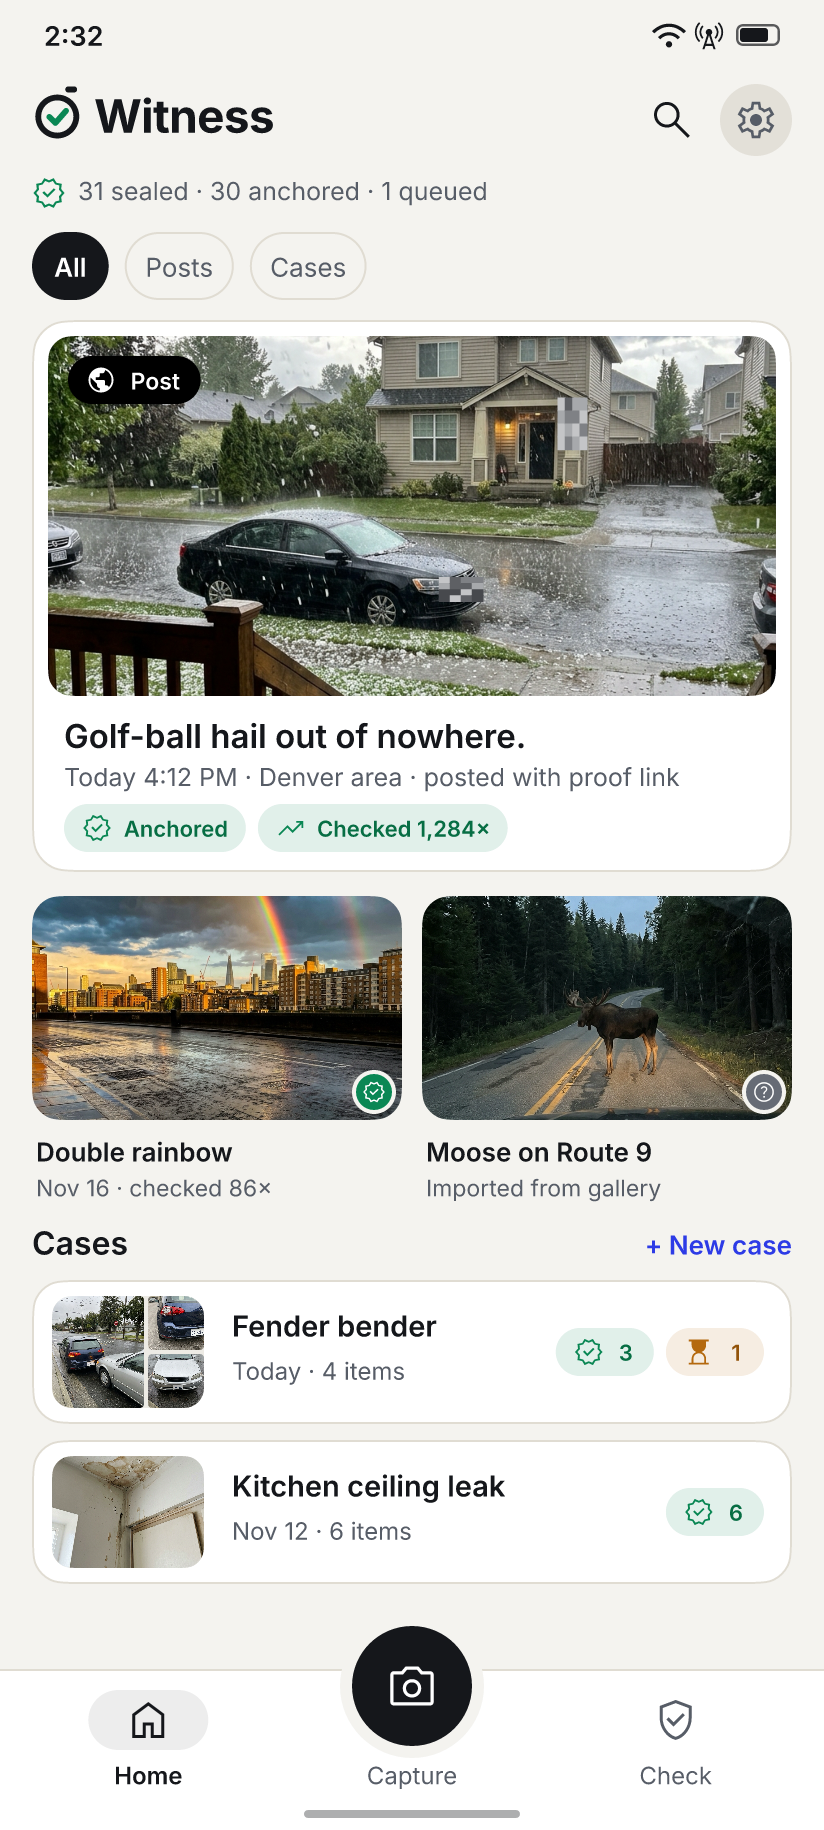 2:32
Witness
31 sealed · 30 anchored · 1 queued
All
Posts
Cases
Post
Golf-ball hail out of nowhere.
Today 4:12 PM · Denver area · posted with proof link
Anchored
Checked 1,284×
Double rainbow
Nov 16 · checked 86×
Moose on Route 9
Imported from gallery
Cases
+ New case
Fender bender
Today · 4 items
3
1
Kitchen ceiling leak
Nov 12 · 6 items
6
Home
Capture
Check